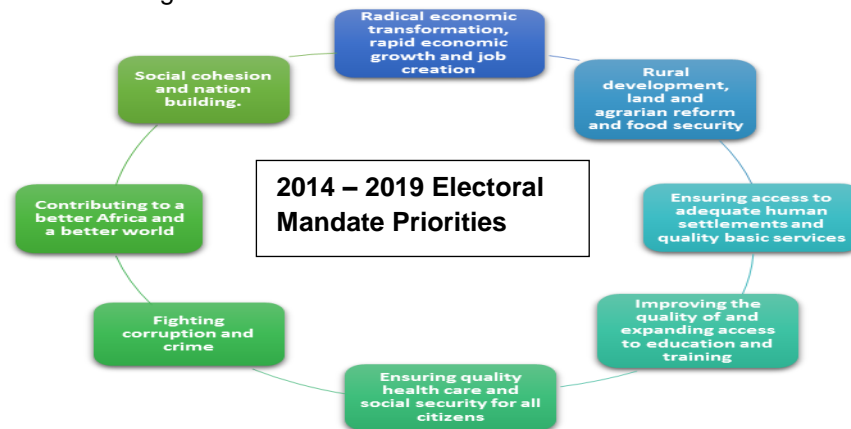 Radical economic
transformation,
rapid economic
growth and job
creation
Rural
development,
land and
agrarian reform
and food security
Ensuring access to
adequate human
settlements and
quality basic services
Improving the
quality of and
expanding access
to education and
training
Ensuring quality
health care and
social security for all
citizens
Fighting
corruption and
crime
Contributing to a
better Africa and
a better world
Social cohesion
and nation
building.
2014 – 2019 Electoral
Mandate Priorities